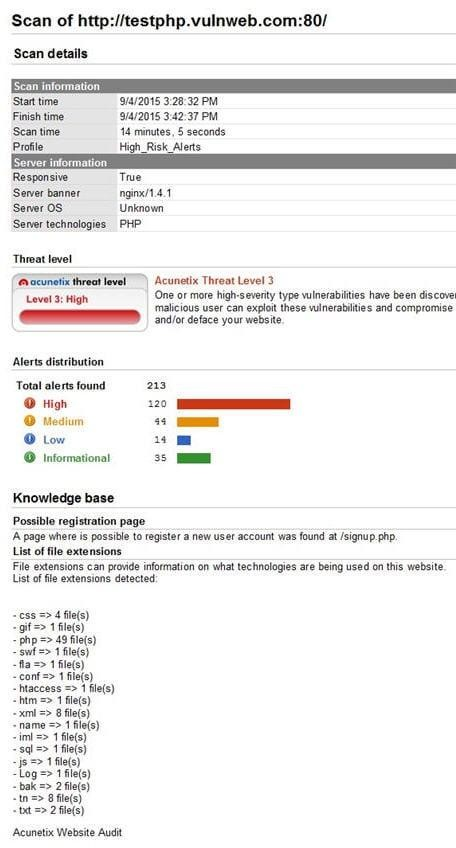 Scan of http://testphp.vulnweb.com:80/
Scan details
Scan information
Start time 9/4/2015 3:28:32 PM
Finish time 9/4/2015 3:42:37 PM
Scan time 14 minutes, 5 seconds
Profile High_Risk_Alerts
Server information
Responsive True
Server banner nginx/1.4.1
Server OS Unknown
Server technologies PHP
Threat level
acunetix threat level
Level 3: High
Acunetix Threat Level 3
One or more high-severity type vulnerabilities have been discover
malicious user can exploit these vulnerabilities and compromise
and/or deface your website.
Alerts distribution
Total alerts found 213
High 120
Medium 44
Low 14
Informational 35
Knowledge base
Possible registration page
A page where is possible to register a new user account was found at /signup.php.
List of file extensions
File extensions can provide information on what technologies are being used on this website.
List of file extensions detected:
- css => 4 file(s)
- gif => 1 file(s)
- php => 49 file(s)
- swf => 1 file(s)
- fla => 1 file(s)
- conf => 1 file(s)
- htaccess => 1 file(s)
- htm => 1 file(s)
- xml => 8 file(s)
- name => 1 file(s)
- iml => 1 file(s)
- sql => 1 file(s)
- js => 1 file(s)
- Log => 1 file(s)
- bak => 2 file(s)
- tn => 8 file(s)
- txt => 2 file(s)
Acunetix Website Audit